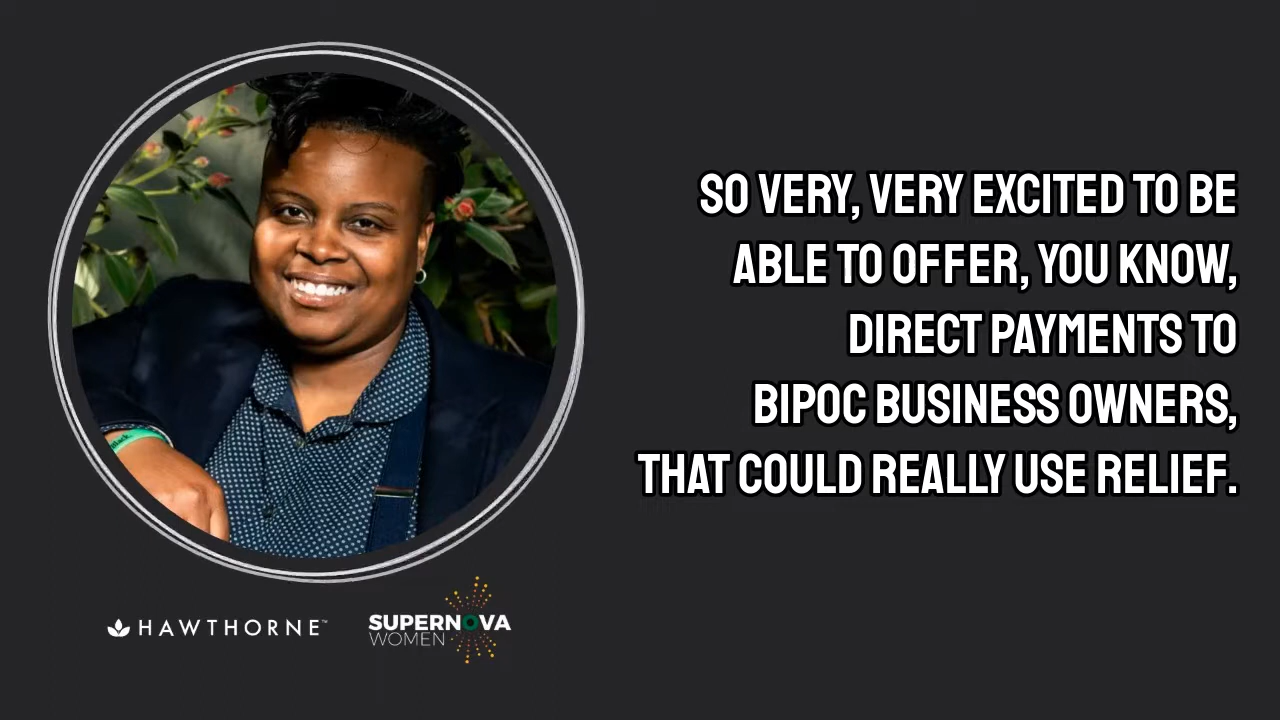 SO VERY, VERY EXCITED TO BE
ABLE TO OFFER, YOU KNOW,
DIRECT PAYMENTS TO
BIPOC BUSINESS OWNERS,
THAT COULD REALLY USE RELIEF.
HAWTHORNE™
SUPERNOVA
WOMEN